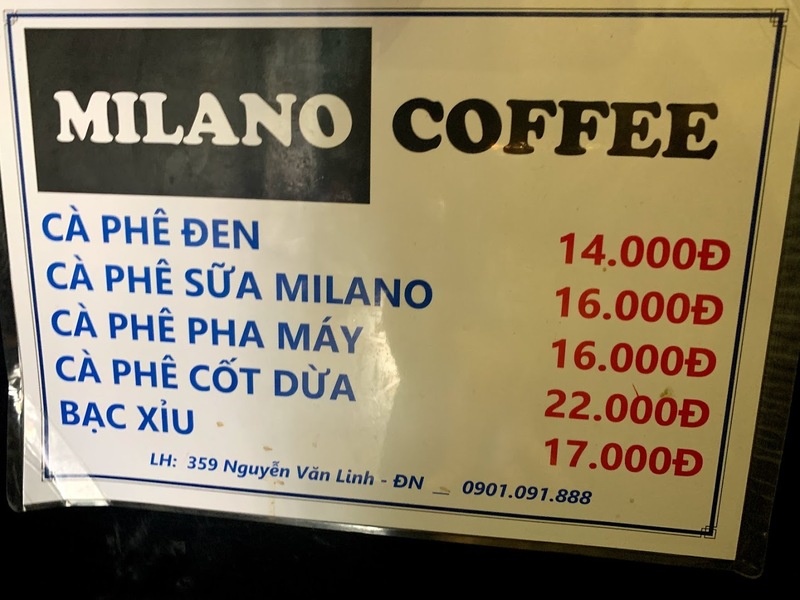 MILANO COFFEE
CÀ PHÊ ĐEN 14.000Đ
CÀ PHÊ SỮA MILANO 16.000Đ
CÀ PHÊ PHA MÁY 16.000Đ
CÀ PHÊ CỐT DỪA 22.000Đ
BẠC XỈU 17.000Đ
LH: 359 Nguyễn Văn Linh - ĐN _ 0901.091.888